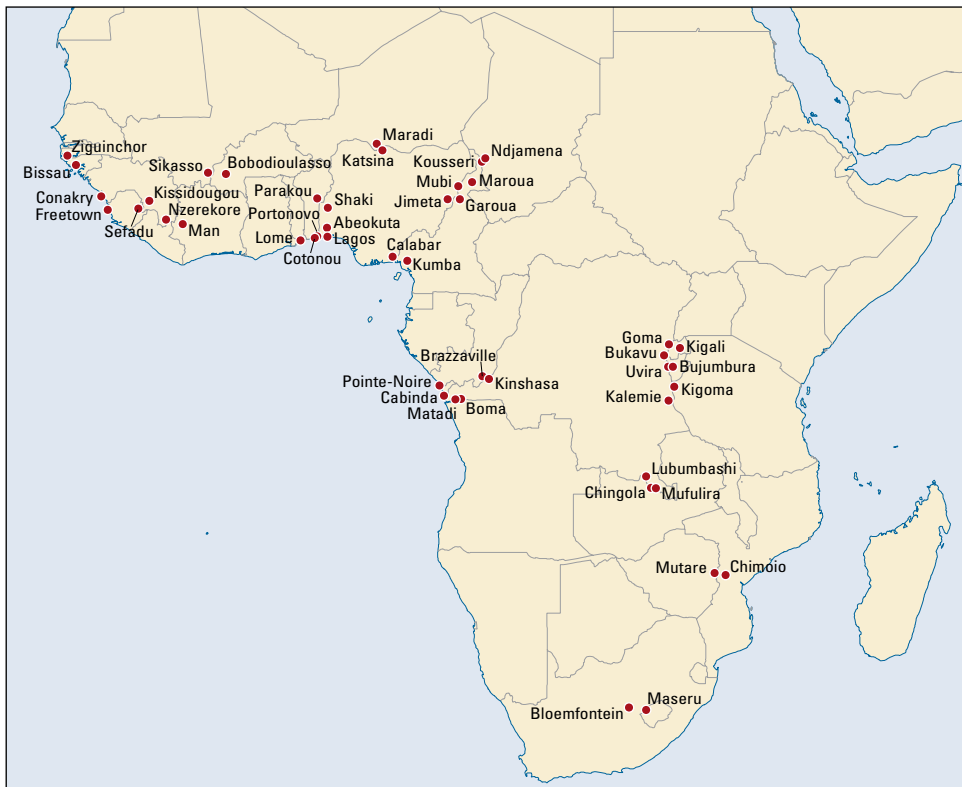 Maradi
Katsina
Ndjamena
Kousseri
Ziguinchor
Bissau
Sikasso
Bobodioulasso
Mubi
Maroua
Jimeta
Garoua
Conakry
Freetown
Kissidougou
Sefadu
Nzerekore
Man
Parakou
Shaki
Portonovo
Abeokuta
Lome
Lagos
Cotonou
Calabar
Kumba
Goma
Kigali
Bukavu
Uvira
Bujumbura
Kigoma
Kalemie
Brazzaville
Kinshasa
Pointe-Noire
Cabinda
Matadi
Boma
Lubumbashi
Chingola
Mufulira
Mutare
Chimoio
Maseru
Bloemfontein